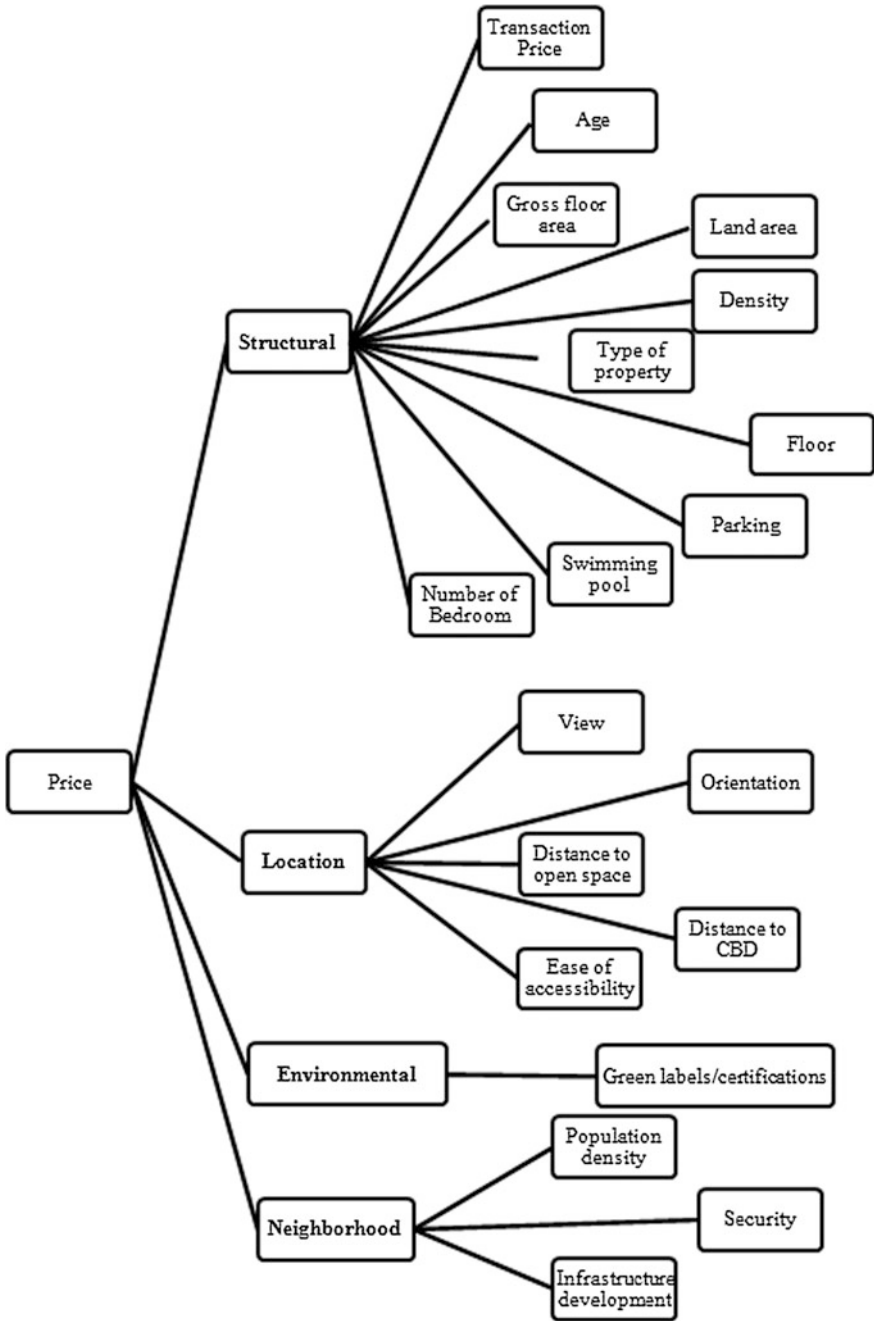 Transaction
Price
Age
Gross floor
area
Land area
Density
Structural
Type of
property
Floor
Parking
Swimming
pool
Number of
Bedroom
View
Price
Orientation
Location
Distance to
open space
Distance to
CBD
Ease of
accessibility
Environmental
Green labels/certifications
Population
density
Neighborhood
Security
Infrastructure
development